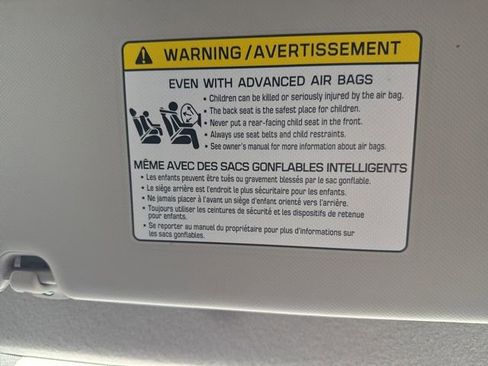 WARNING/AVERTISSEMENT
EVEN WITH ADVANCED AIR BAGS
• Children can be killed or seriously injured by the air bag.
• The back seat is the safest place for children.
• Never put a rear-facing child seat in the front.
• Always use seat belts and child restraints.
• See owner's manual for more information about air bags.
MÊME AVEC DES SACS GONFLABLES INTELLIGENTS
• Les enfants peuvent être tués ou gravement blessés par le sac gonflable.
• Le siège arrière est l'endroit le plus sécuritaire pour les enfants.
• Ne jamais placer à l'avant un siège d'enfant orienté vers l'arrière.
• Toujours utiliser les ceintures de sécurité et les dispositifs de retenue
pour enfants.
• Se reporter au manuel du propriétaire pour plus d'informations sur
les sacs gonflables.